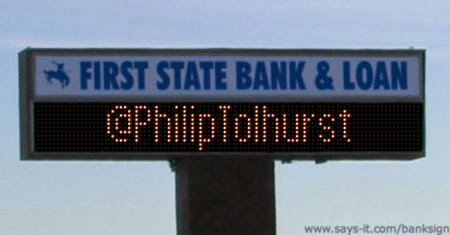 FIRST STATE BANK & LOAN
@PhilipTolhurst
www.says-it.com/banksign